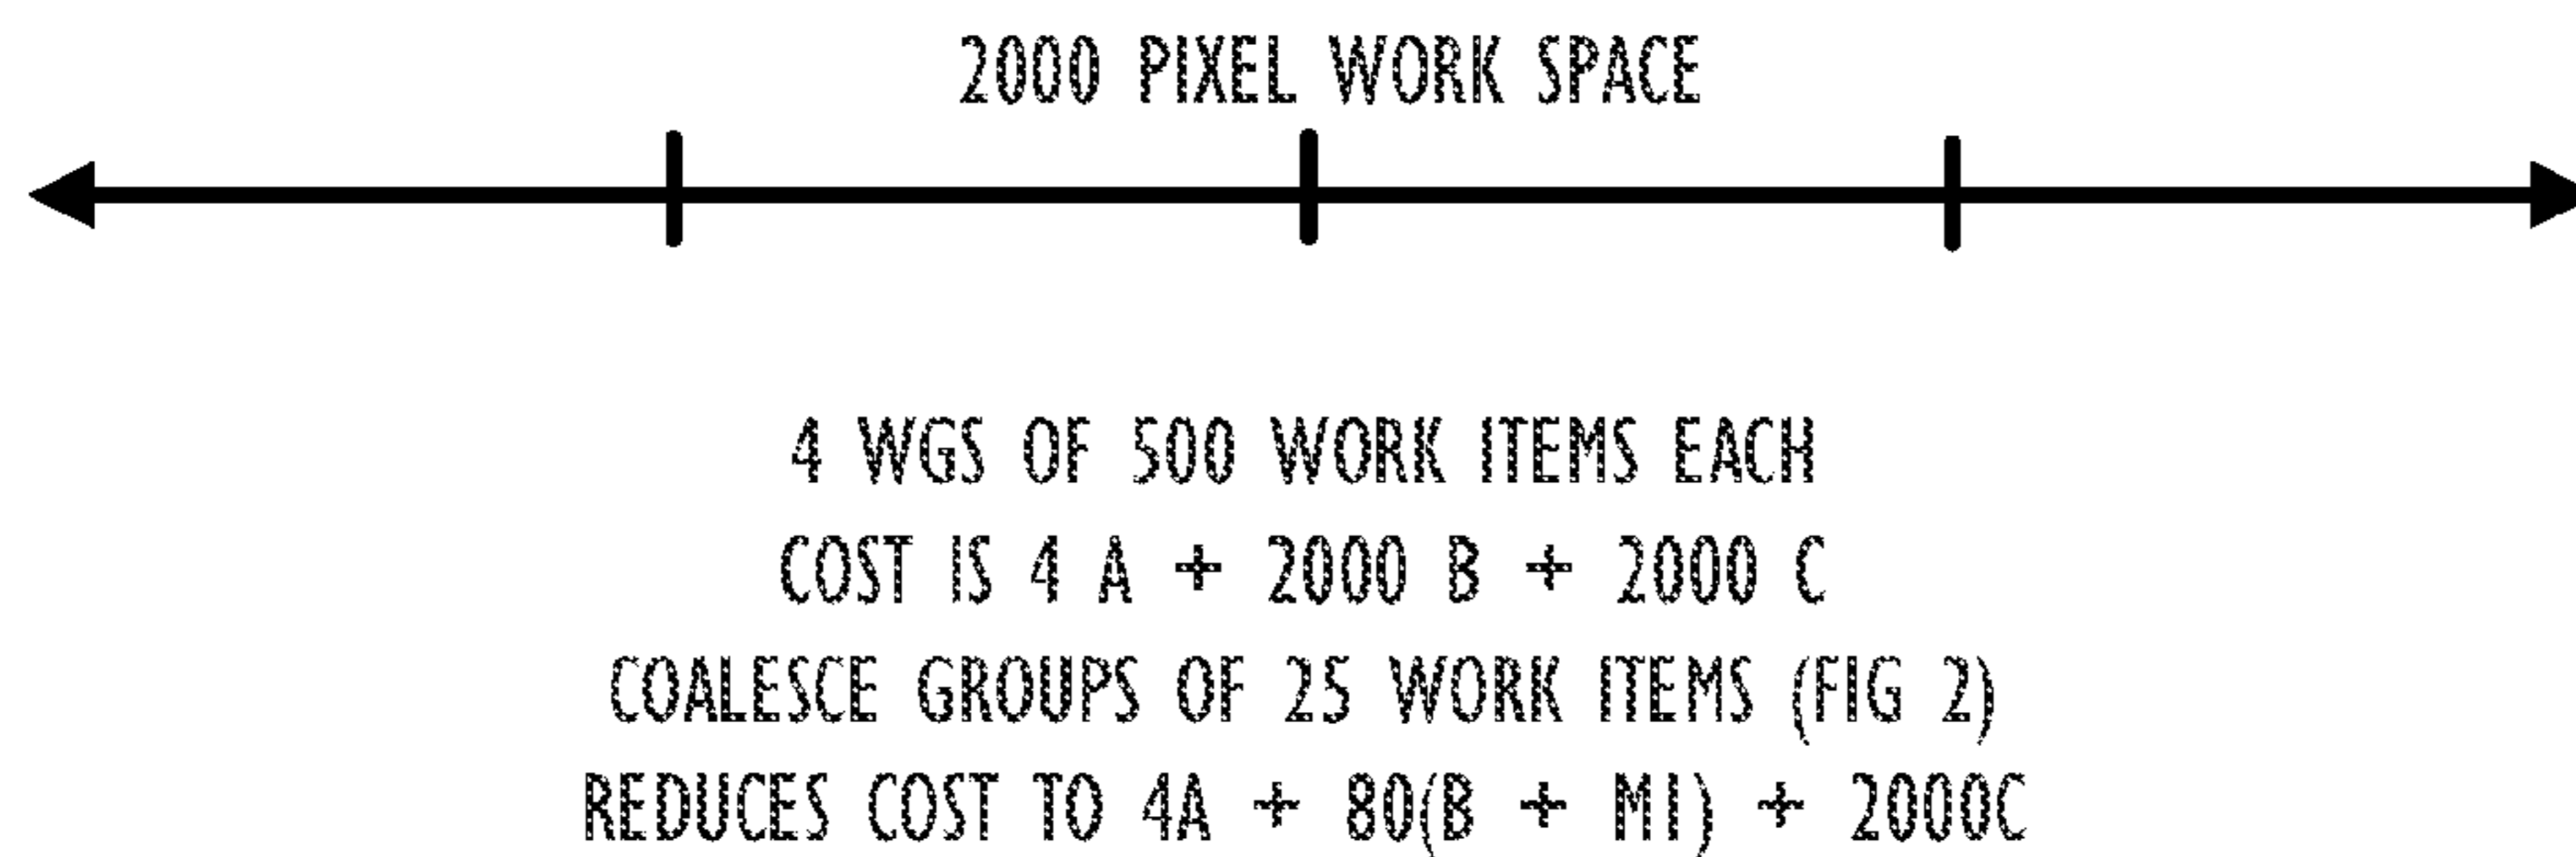 2000 PIXEL WORK SPACE
4 WGS OF 500 WORK ITEMS EACH
COST IS 4 A + 2000 B + 2000 C
COALESCE GROUPS OF 25 WORK ITEMS (FIG 2)
REDUCES COST TO 4A + 80(B + MI) + 2000C